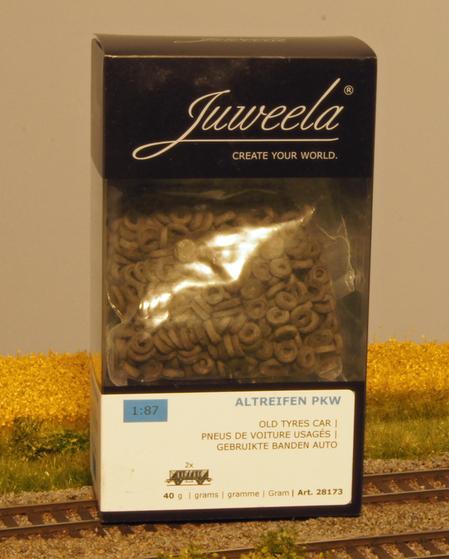 Juweela®
CREATE YOUR WORLD.
1:87
ALTREIFEN PKW
OLD TYRES CAR |
PNEUS DE VOITURE USAGÉS |
GEBRUIKTE BANDEN AUTO
2x
40 g | grams | gramme | Gram | Art. 28173